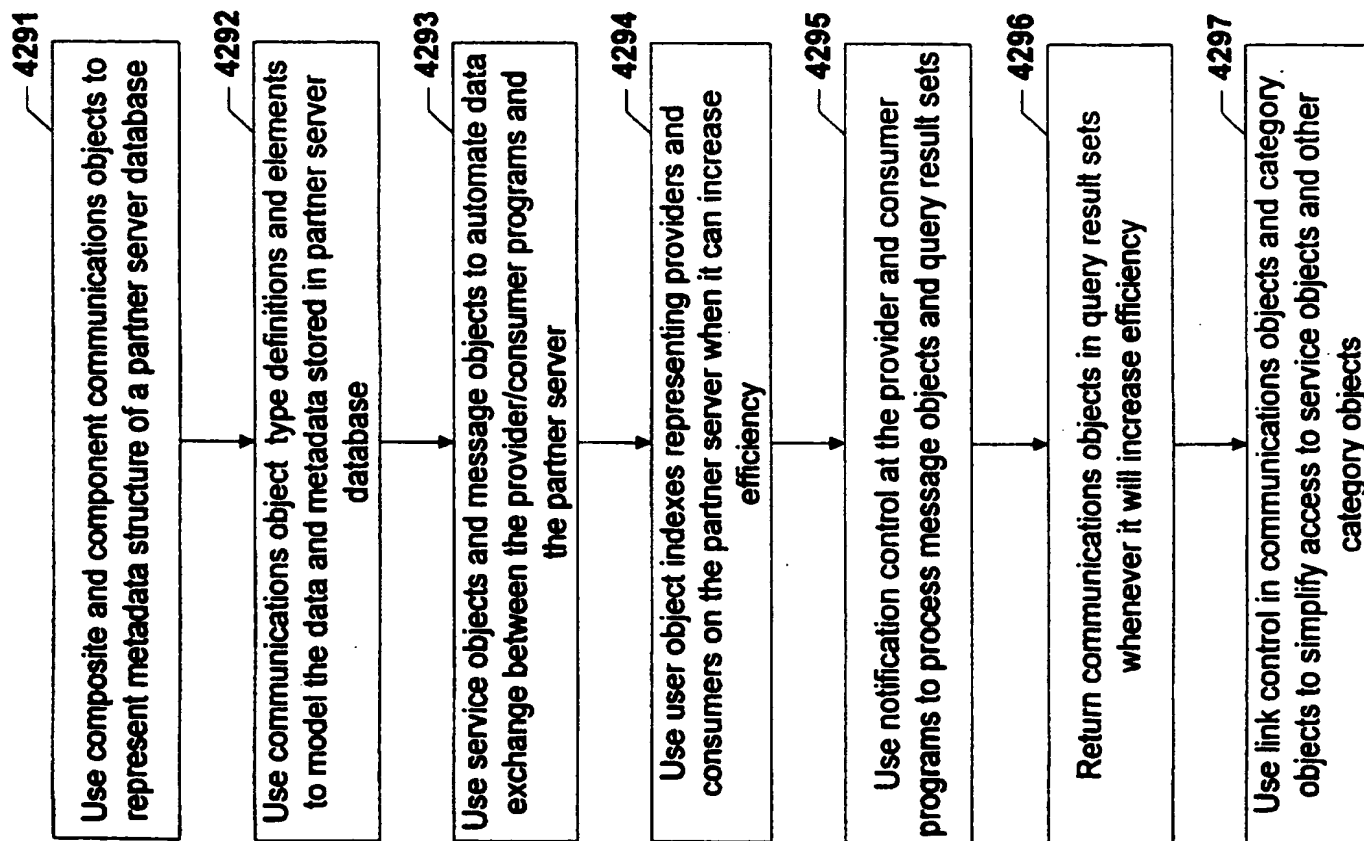 4291
Use composite and component communications objects to
represent metadata structure of a partner server database
4292
Use communications object type definitions and elements
to model the data and metadata stored in partner server
database
4293
Use service objects and message objects to automate data
exchange between the provider/consumer programs and
the partner server
4294
Use user object indexes representing providers and
consumers on the partner server when it can increase
efficiency
4295
Use notification control at the provider and consumer
programs to process message objects and query result sets
4296
Return communications objects in query result sets
whenever it will increase efficiency
4297
Use link control in communications objects and category
objects to simplify access to service objects and other
category objects